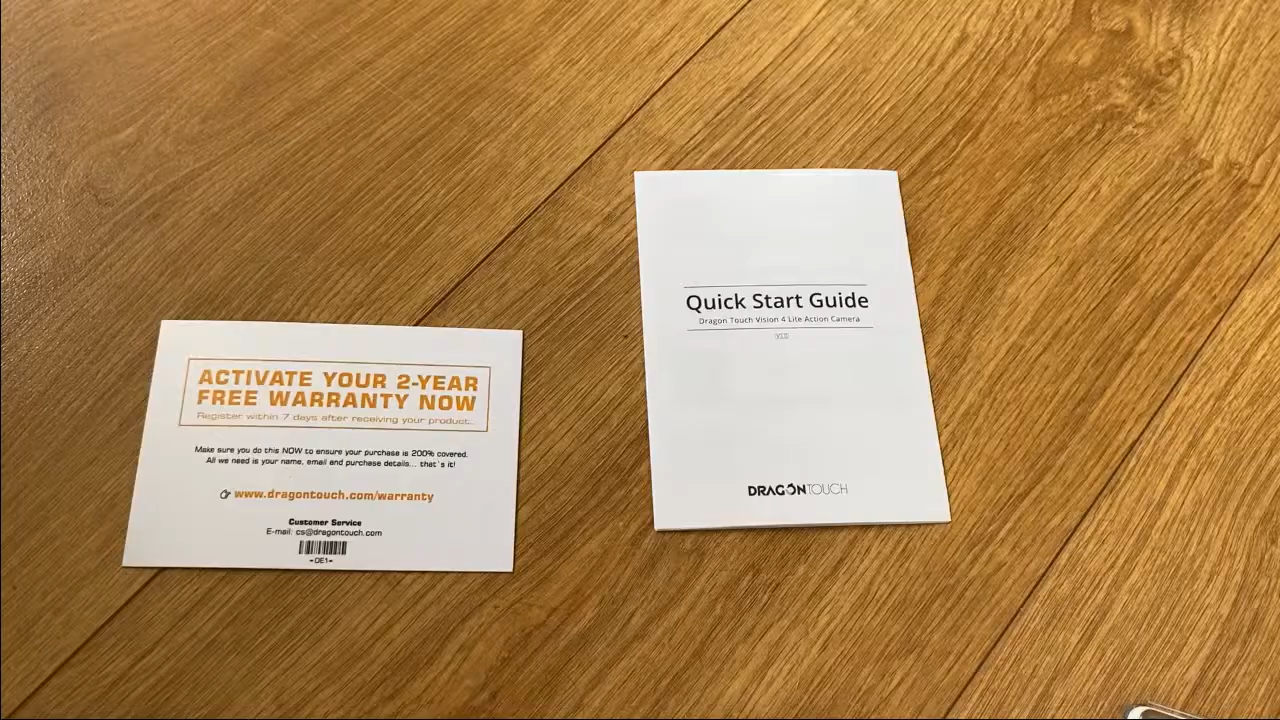 ACTIVATE YOUR 2-YEAR
FREE WARRANTY NOW
Register within 7 days after receiving your product...
Make sure you do this NOW to ensure your purchase is 200% covered.
All we need is your name, email and purchase details... that's it!
www.dragontouch.com/warranty
Customer Service
E-mail: cs@dragontouch.com
-DE1-
Quick Start Guide
Dragon Touch Vision 4 Lite Action Camera
DRAGONTOUCH